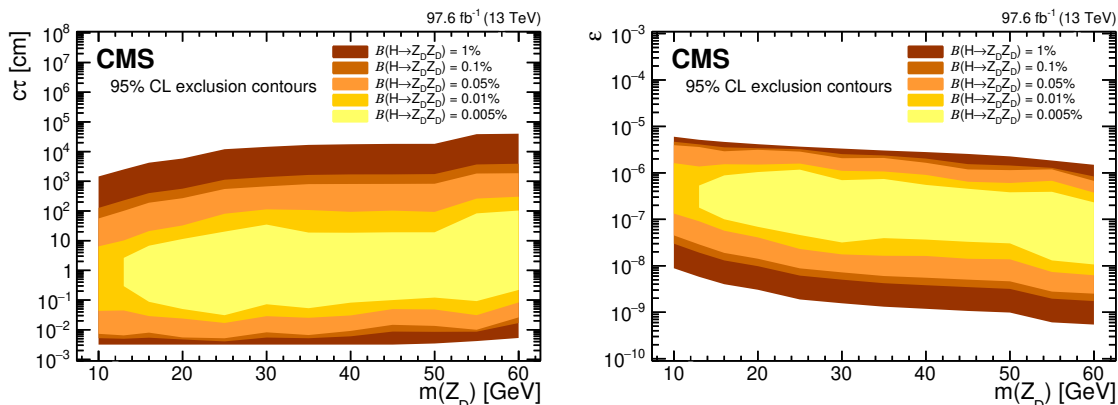 97.6 fb⁻¹ (13 TeV)
CMS
95% CL exclusion contours
B(H→Z_DZ_D) = 1%
B(H→Z_DZ_D) = 0.1%
B(H→Z_DZ_D) = 0.05%
B(H→Z_DZ_D) = 0.01%
B(H→Z_DZ_D) = 0.005%
cτ [cm]
10⁸
10⁷
10⁶
10⁵
10⁴
10³
10²
10
1
10⁻¹
10⁻²
10⁻³
10 20 30 40 50 60
m(Z_D) [GeV]
97.6 fb⁻¹ (13 TeV)
CMS
95% CL exclusion contours
B(H→Z_DZ_D) = 1%
B(H→Z_DZ_D) = 0.1%
B(H→Z_DZ_D) = 0.05%
B(H→Z_DZ_D) = 0.01%
B(H→Z_DZ_D) = 0.005%
ε
10⁻³
10⁻⁴
10⁻⁵
10⁻⁶
10⁻⁷
10⁻⁸
10⁻⁹
10⁻¹⁰
10 20 30 40 50 60
m(Z_D) [GeV]